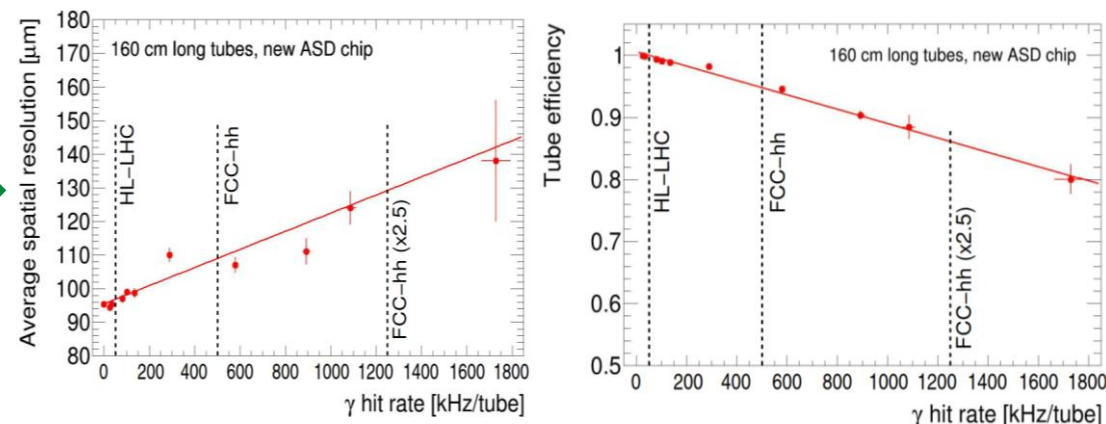 180
170
160
150
140
130
120
110
100
90
80
Average spatial resolution [μm]
160 cm long tubes, new ASD chip
HL–LHC
FCC–hh
FCC–hh (x2.5)
0 200 400 600 800 1000 1200 1400 1600 1800
γ hit rate [kHz/tube]
1
0.9
0.8
0.7
0.6
0.5
Tube efficiency
160 cm long tubes, new ASD chip
HL–LHC
FCC–hh
FCC–hh (x2.5)
0 200 400 600 800 1000 1200 1400 1600 1800
γ hit rate [kHz/tube]